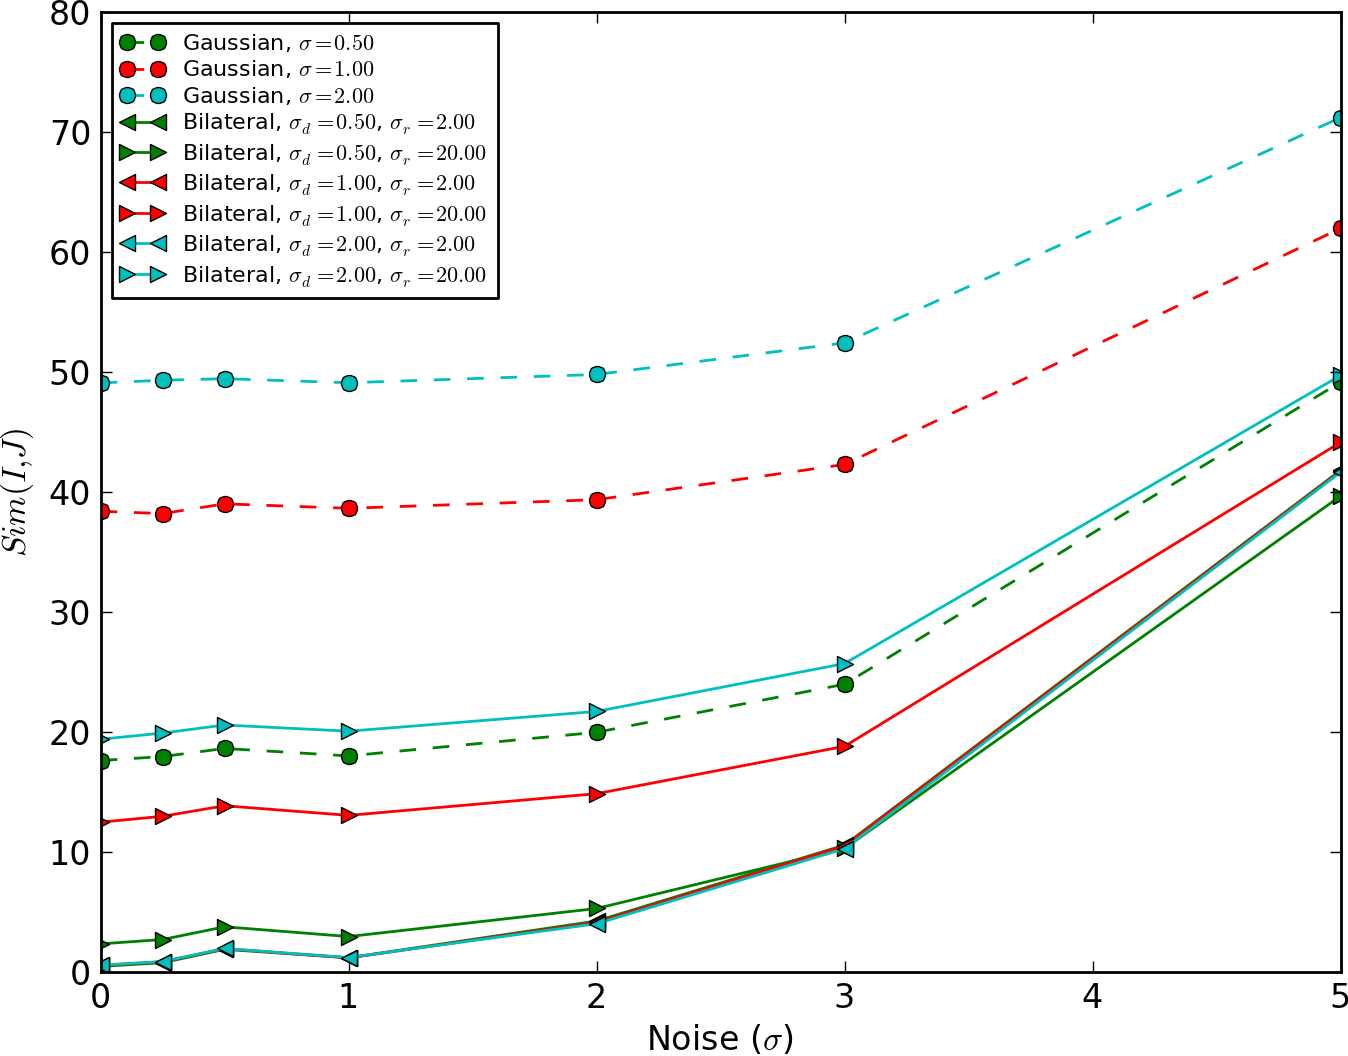 80
70
60
50
40
30
20
10
0
Sim(I,J)
Gaussian, σ=0.50
Gaussian, σ=1.00
Gaussian, σ=2.00
Bilateral, σ_d=0.50, σ_r=2.00
Bilateral, σ_d=0.50, σ_r=20.00
Bilateral, σ_d=1.00, σ_r=2.00
Bilateral, σ_d=1.00, σ_r=20.00
Bilateral, σ_d=2.00, σ_r=2.00
Bilateral, σ_d=2.00, σ_r=20.00
0 1 2 3 4 5
Noise (σ)